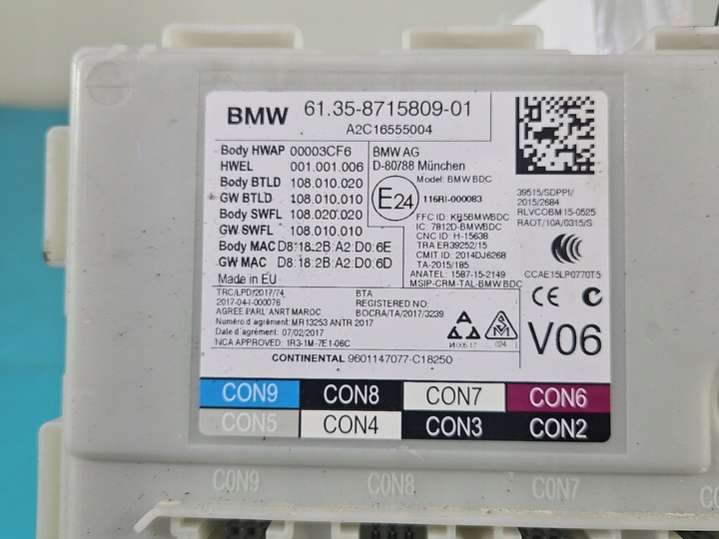 BMW 61.35-8715809-01
A2C16555004
Body HWAP 00003CF6
HWEL 001.001.006
Body BTLD 108.010.020
GW BTLD 108.010.010
Body SWFL 108.020.020
GW SWFL 108.010.010
Body MAC D8:18:2B:A2:D0:6E
GW MAC D8:18:2B:A2:D0:6D
Made in EU
BMW AG
D-80788 München
Model: BMW BDC
E24
116RI-000083
FFC ID: KR5BMWBDC
IC: 7812D-BMWBDC
CNC ID: H-15638
TRA ER39252/15
CMIT ID: 2014DJ6268
TA-2015/185
ANATEL: 1587-15-2149
MSIP-CRM-TAL-BMW BDC
39515/SDPPI/
2015/2684
RLVCOBM15-0525
RAOT/10A/0315/S
CCAE15LP0770T5
CE
TRC/LPD/2017/74
2017-04-I-000076
AGREE PAR L'ANRT MAROC
Numéro d'agrément: MR 13253 ANTR 2017
Date d'agrément: 07/02/2017
NCA APPROVED: 1R3-1M-7E1-06C
BTA
REGISTERED NO:
BOCRA/TA/2017/3239
024
V06
CONTINENTAL 9601147077-C18250
CON9 CON8 CON7 CON6
CON5 CON4 CON3 CON2
CON9 CON8 CON7